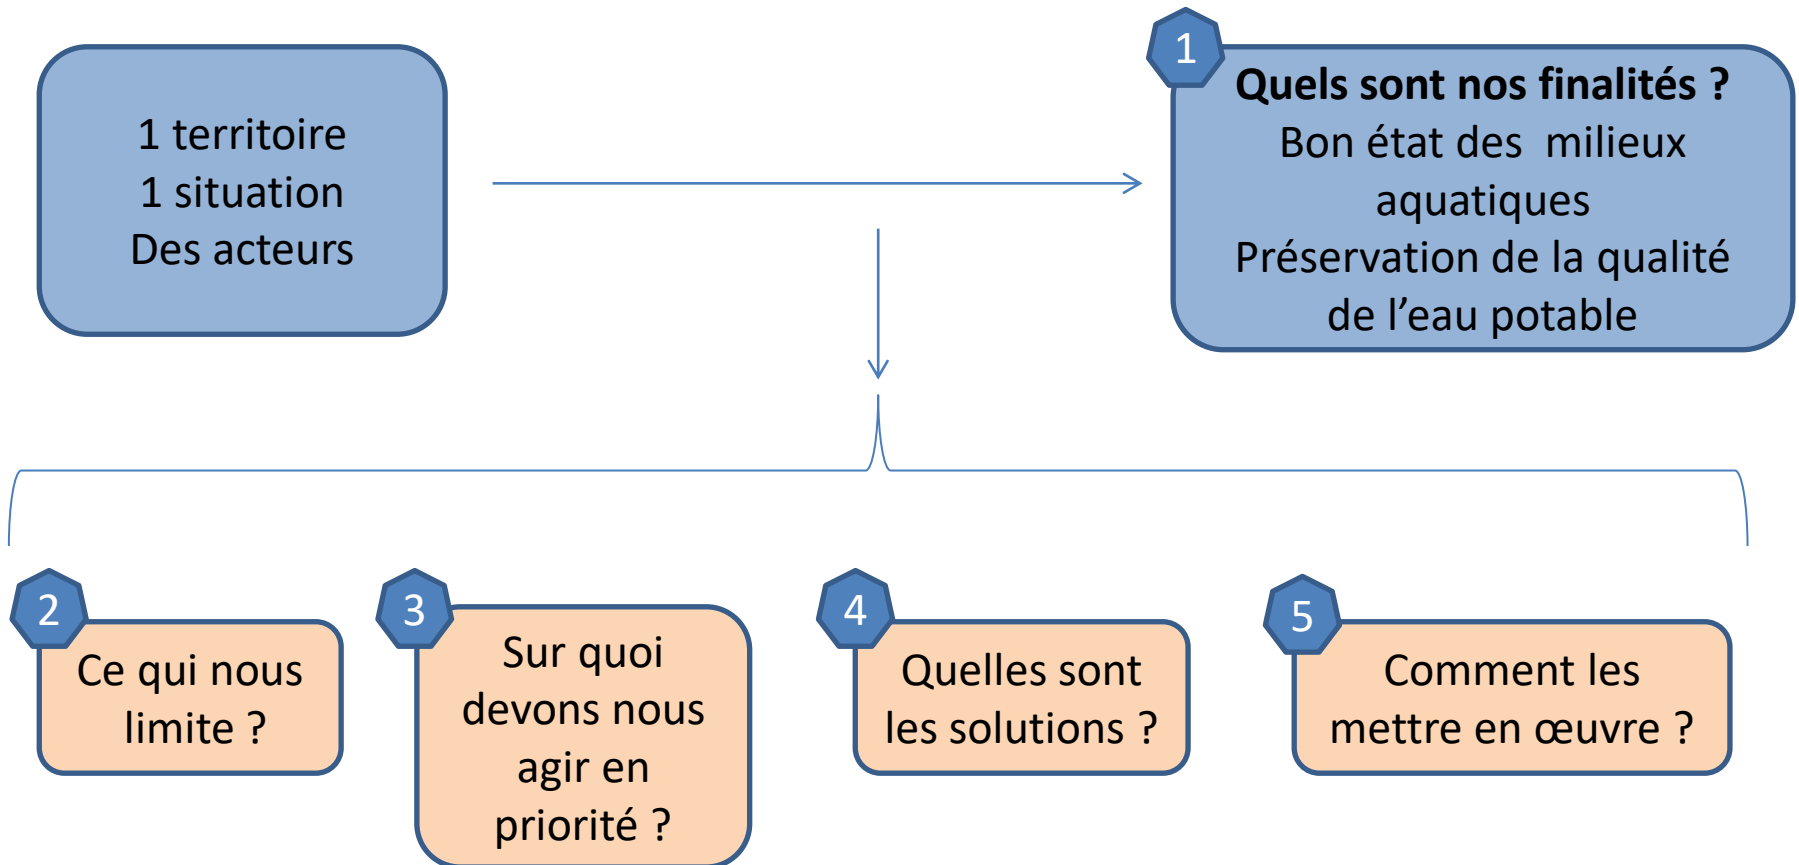 1 territoire
1 situation
Des acteurs
1
Quels sont nos finalités ?
Bon état des  milieux
aquatiques
Préservation de la qualité
de l’eau potable
2
Ce qui nous
limite ?
3
Sur quoi
devons nous
agir en
priorité ?
4
Quelles sont
les solutions ?
5
Comment les
mettre en œuvre ?